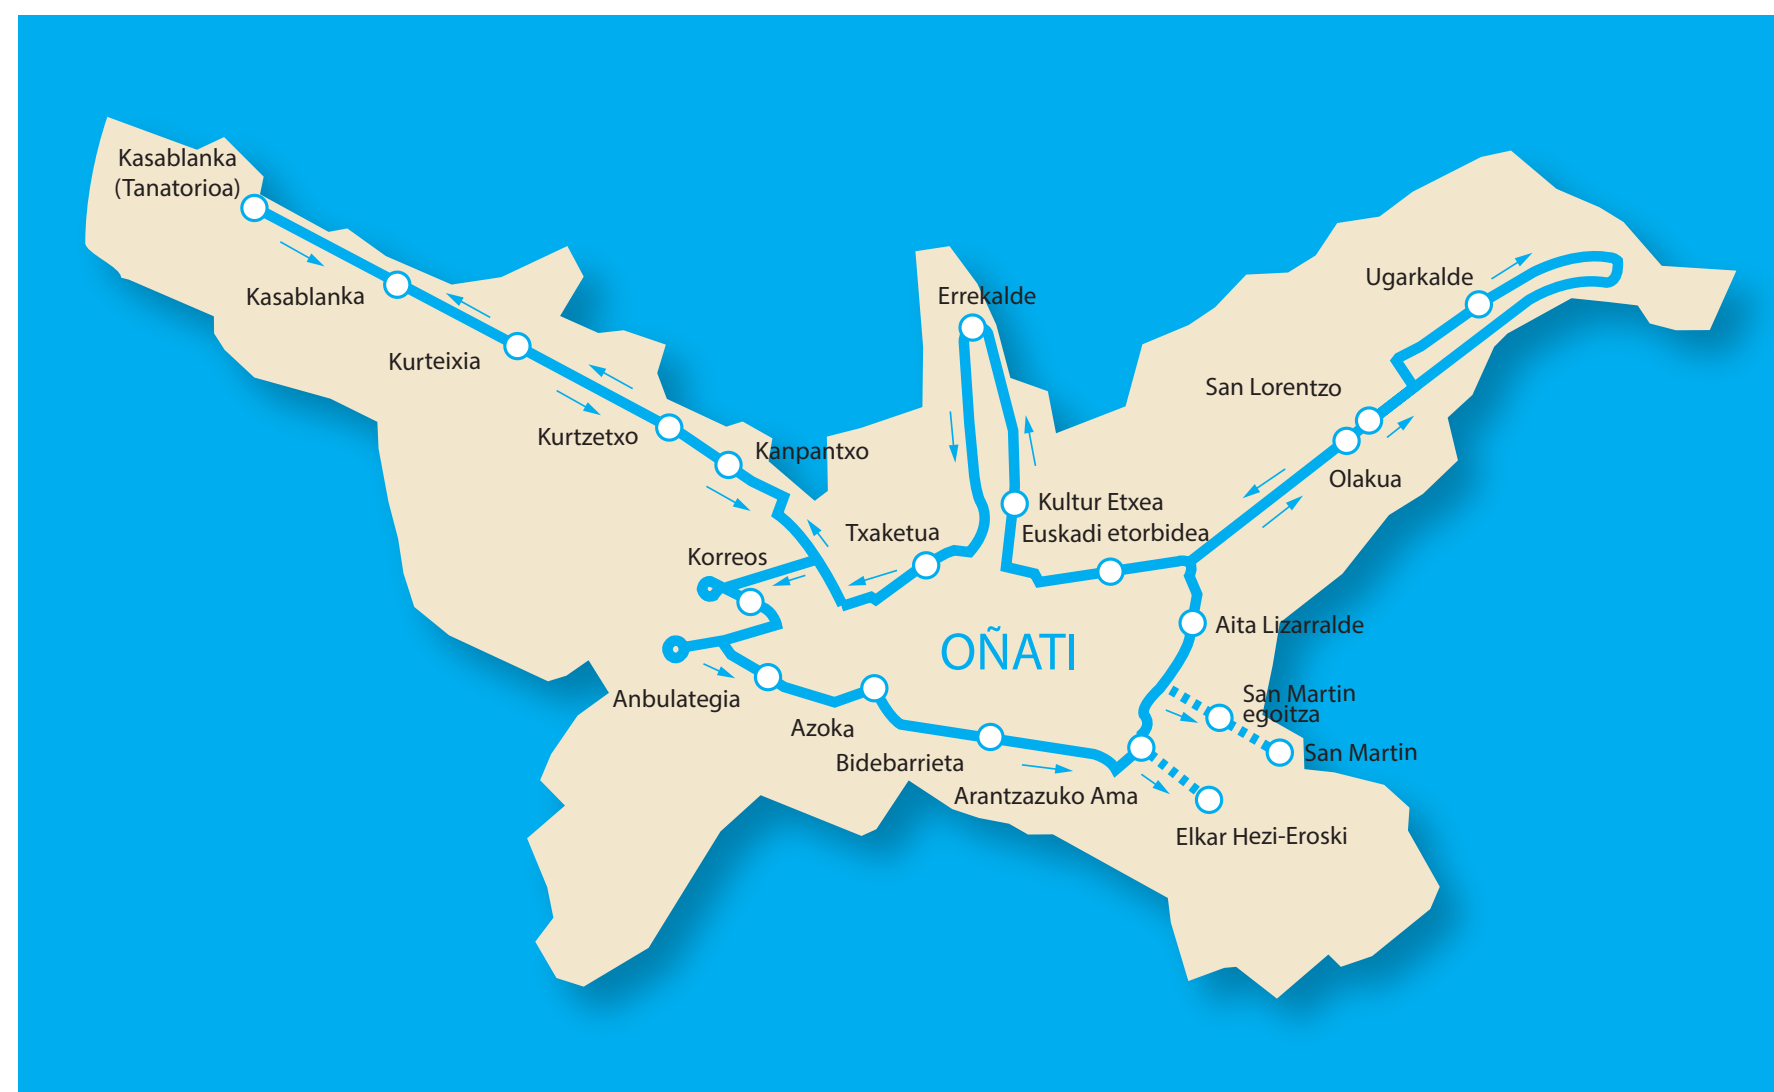 Kasablanka
(Tanatorioa)
Kasablanka
Kurteixia
Kurtzetxo
Kanpantxo
Errekalde
Ugarkalde
San Lorentzo
Olakua
Kultur Etxea
Euskadi etorbidea
Txaketua
Korreos
Aita Lizarralde
OÑATI
Anbulategia
San Martin
egoitza
Azoka
San Martin
Bidebarrieta
Arantzazuko Ama
Elkar Hezi-Eroski